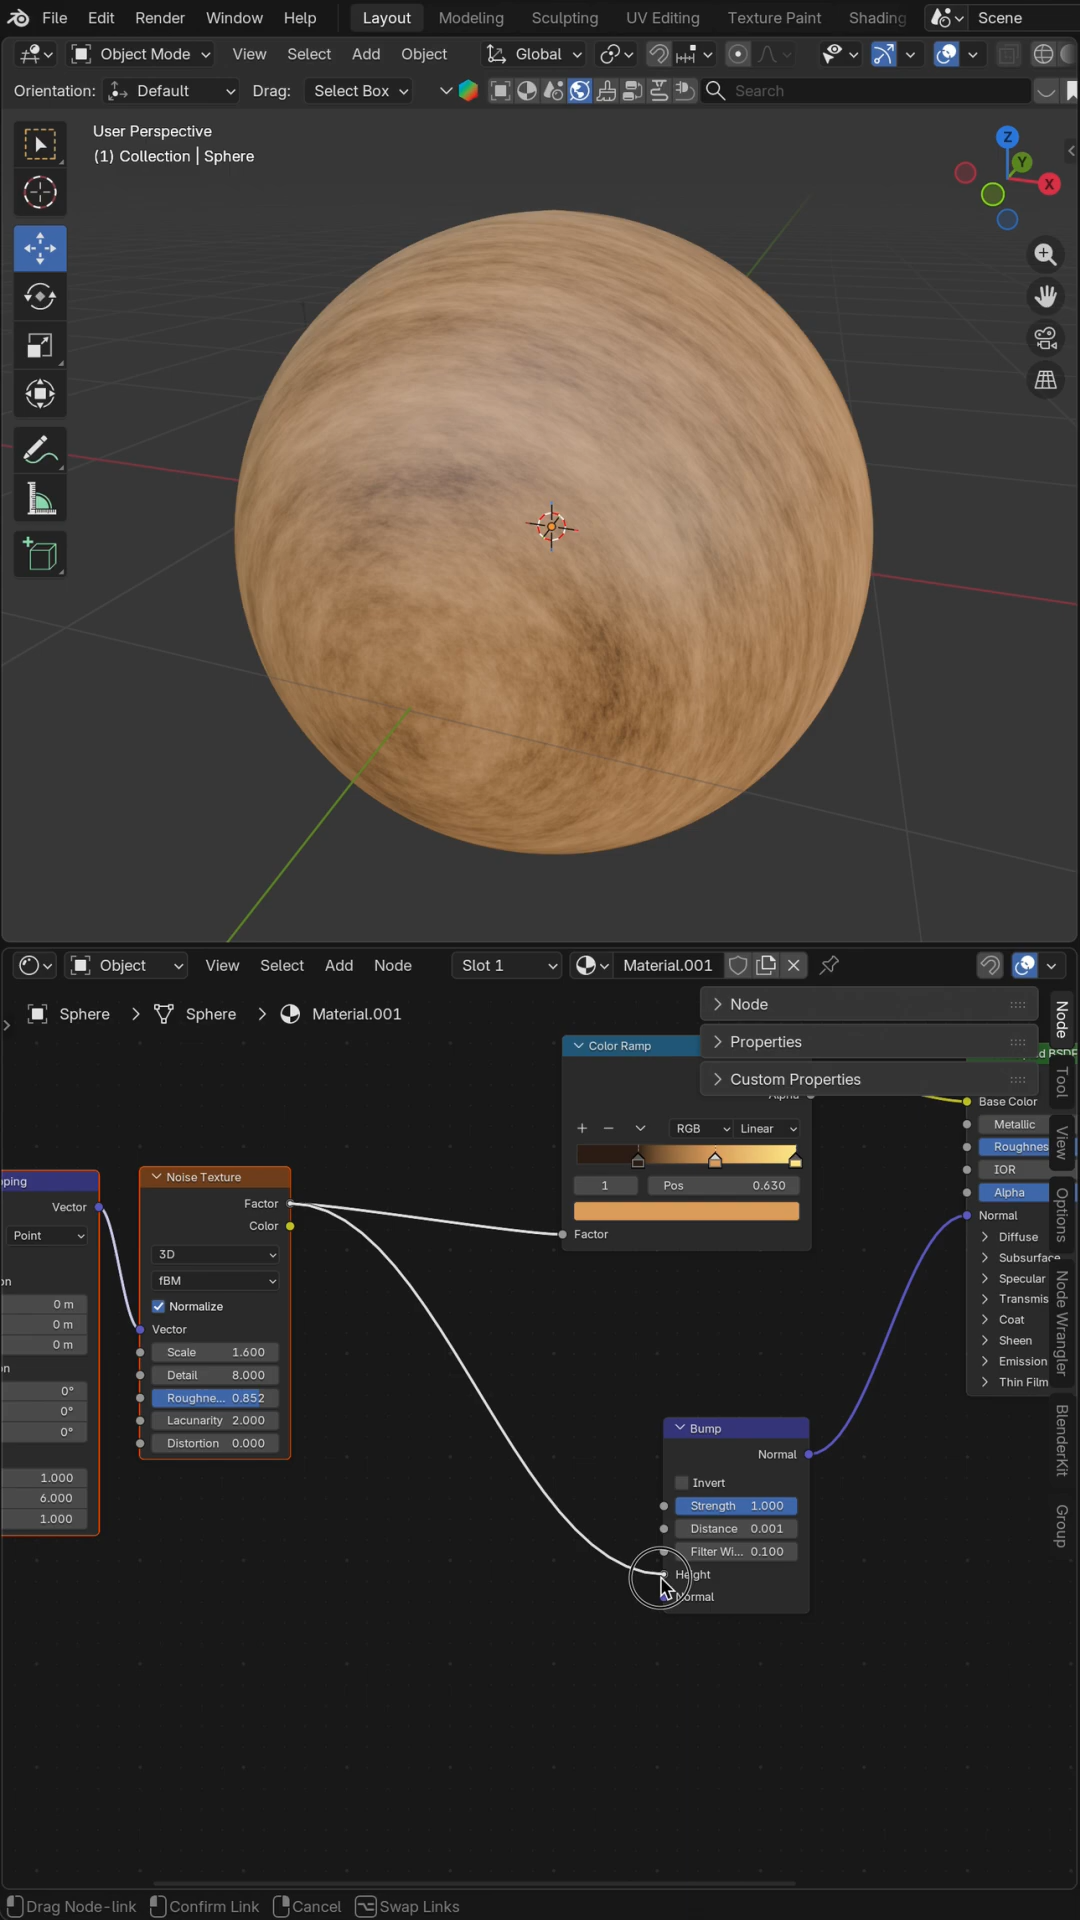 File Edit Render Window Help Layout Modeling Sculpting UV Editing Texture Paint Shading Scene
Object Mode View Select Add Object Global
Orientation: Default Drag: Select Box Search
User Perspective
(1) Collection | Sphere
Z
Y
X
Object View Select Add Node Slot 1 Material.001
Sphere > Sphere > Material.001
Node
Properties
Custom Properties
Node
Tool
View
Options
Node Wrangler
BlenderKit
Group
Color Ramp
Alpha
RGB Linear
1 Pos 0.630
Factor
d BSDF
Base Color
Metallic
Roughnes
IOR
Alpha
Normal
Diffuse
Subsurface
Specular
Transmis
Coat
Sheen
Emission
Thin Film
pping
Vector
Point
on
0 m
0 m
0 m
on
0°
0°
0°
1.000
6.000
1.000
Noise Texture
Factor
Color
3D
fBM
Normalize
Vector
Scale 1.600
Detail 8.000
Roughne... 0.852
Lacunarity 2.000
Distortion 0.000
Bump
Normal
Invert
Strength 1.000
Distance 0.001
Filter Wi... 0.100
Height
Normal
Drag Node-link Confirm Link Cancel Swap Links